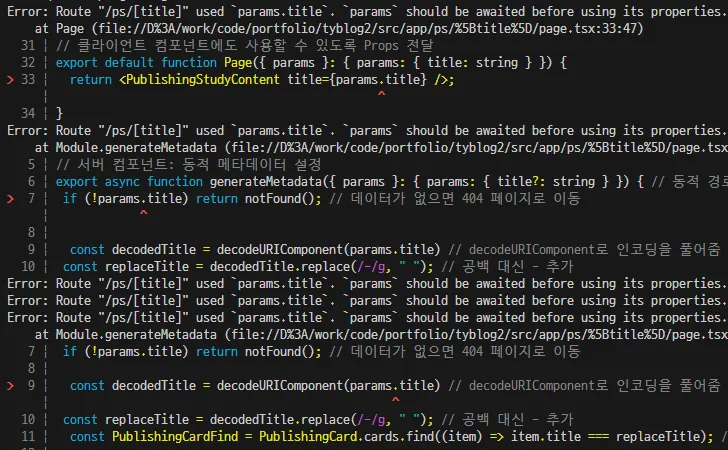 Error: Route "/ps/[title]" used `params.title`. `params` should be awaited before using its properties.
at Page (file://D%3A/work/code/portfolio/tyblog2/src/app/ps/%5Btitle%5D/page.tsx:33:47)
31 | // 클라이언트 컴포넌트에도 사용할 수 있도록 Props 전달
32 | export default function Page({ params }: { params: { title: string } }) {
> 33 | return <PublishingStudyContent title={params.title} />;
| ^
34 | }
Error: Route "/ps/[title]" used `params.title`. `params` should be awaited before using its properties.
at Module.generateMetadata (file://D%3A/work/code/portfolio/tyblog2/src/app/ps/%5Btitle%5D/page.tsx
5 | // 서버 컴포넌트: 동적 메타데이터 설정
6 | export async function generateMetadata({ params }: { params: { title?: string } }) { // 동적 경로
> 7 | if (!params.title) return notFound(); // 데이터가 없으면 404 페이지로 이동
| ^
8 |
9 | const decodedTitle = decodeURIComponent(params.title) // decodeURIComponent로 인코딩을 풀어줌
10 | const replaceTitle = decodedTitle.replace(/-/g, " "); // 공백 대신 - 추가
Error: Route "/ps/[title]" used `params.title`. `params` should be awaited before using its properties.
Error: Route "/ps/[title]" used `params.title`. `params` should be awaited before using its properties.
Error: Route "/ps/[title]" used `params.title`. `params` should be awaited before using its properties.
at Module.generateMetadata (file://D%3A/work/code/portfolio/tyblog2/src/app/ps/%5Btitle%5D/page.tsx
7 | if (!params.title) return notFound(); // 데이터가 없으면 404 페이지로 이동
8 |
> 9 | const decodedTitle = decodeURIComponent(params.title) // decodeURIComponent로 인코딩을 풀어줌
| ^
10 | const replaceTitle = decodedTitle.replace(/-/g, " "); // 공백 대신 - 추가
11 | const PublishingCardFind = PublishingCard.cards.find((item) => item.title === replaceTitle); /